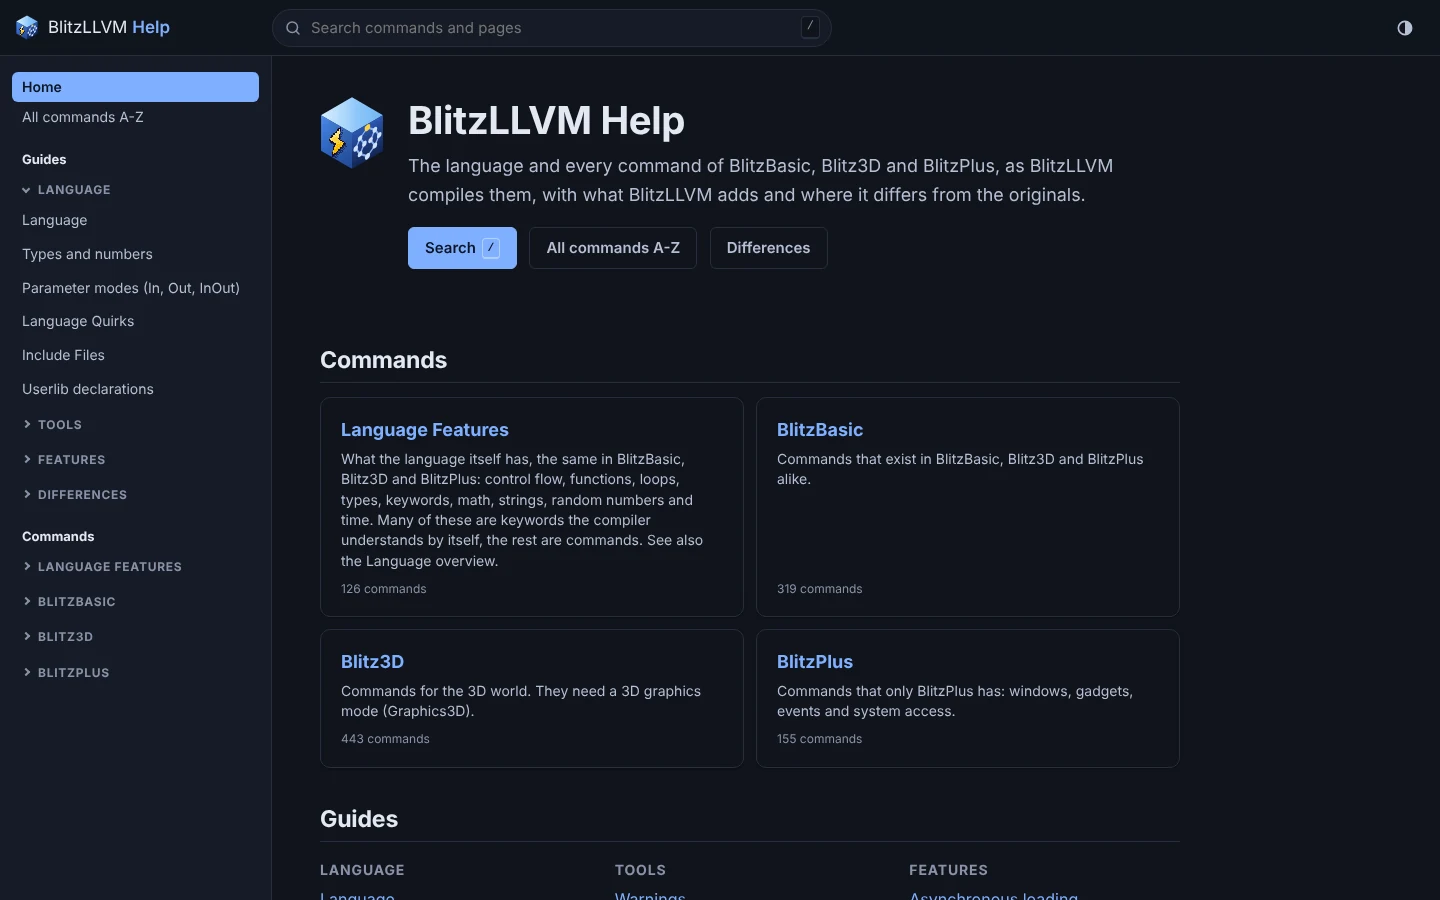 BlitzLLVM Help
Search commands and pages
/
Home
All commands A-Z
Guides
LANGUAGE
Language
Types and numbers
Parameter modes (In, Out, InOut)
Language Quirks
Include Files
Userlib declarations
TOOLS
FEATURES
DIFFERENCES
Commands
LANGUAGE FEATURES
BLITZBASIC
BLITZ3D
BLITZPLUS
BlitzLLVM Help
The language and every command of BlitzBasic, Blitz3D and BlitzPlus, as BlitzLLVM
compiles them, with what BlitzLLVM adds and where it differs from the originals.
Search /
All commands A-Z
Differences
Commands
Language Features
What the language itself has, the same in BlitzBasic,
Blitz3D and BlitzPlus: control flow, functions, loops,
types, keywords, math, strings, random numbers and
time. Many of these are keywords the compiler
understands by itself, the rest are commands. See also
the Language overview.
126 commands
BlitzBasic
Commands that exist in BlitzBasic, Blitz3D and BlitzPlus
alike.
319 commands
Blitz3D
Commands for the 3D world. They need a 3D graphics
mode (Graphics3D).
443 commands
BlitzPlus
Commands that only BlitzPlus has: windows, gadgets,
events and system access.
155 commands
Guides
LANGUAGE
Language
TOOLS
Warnings
FEATURES
Asynchronous loading